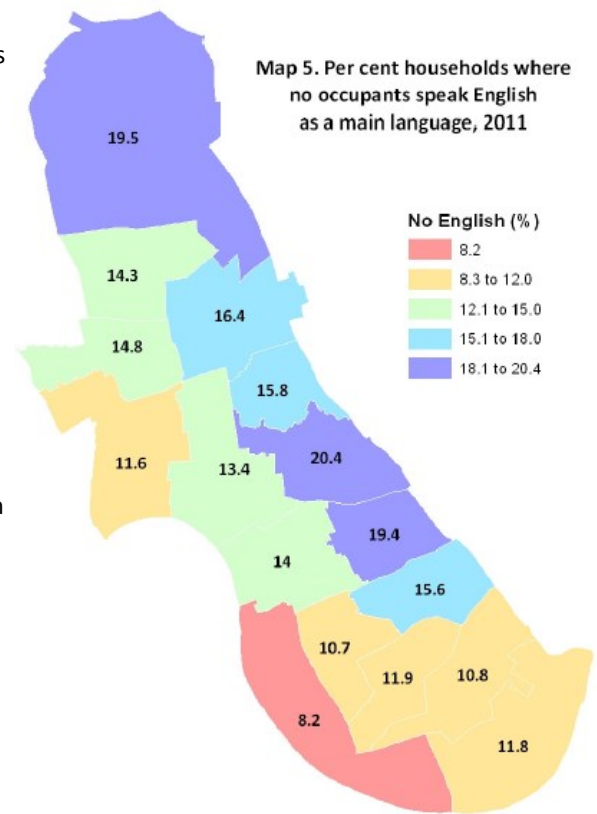 s
Map 5. Per cent households where
no occupants speak English
as a main language, 2011
19.5
No English (%)
8.2
8.3 to 12.0
12.1 to 15.0
15.1 to 18.0
18.1 to 20.4
14.3
16.4
14.8
15.8
11.6
13.4
20.4
n
19.4
14
15.6
10.7
11.9
10.8
8.2
11.8